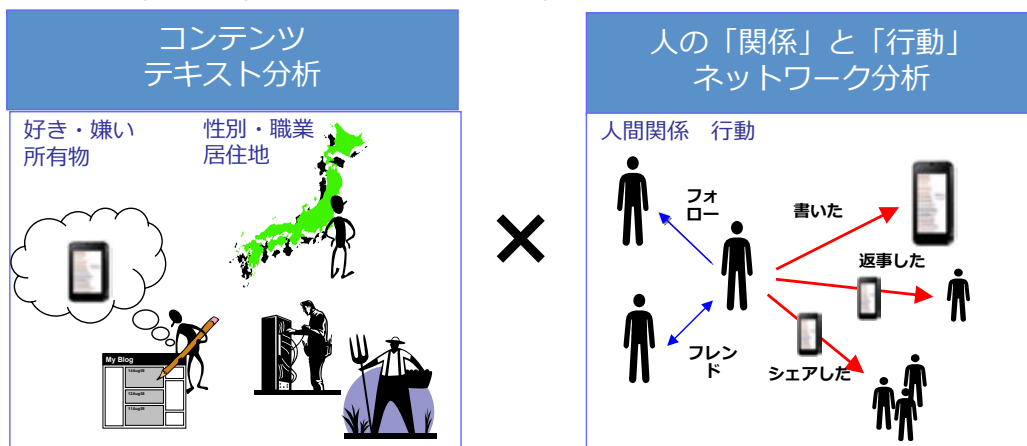 コンテンツ
テキスト分析
好き・嫌い
所有物
性別・職業
居住地
My Blog
14Aug08
12Aug08
11Aug08
×
人の「関係」と「行動」
ネットワーク分析
人間関係　行動
フォ
ロー
書いた
返事した
フレン
ド
シェアした